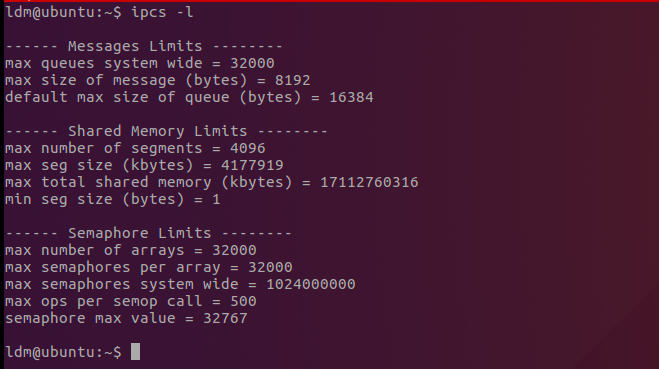 ldm@ubuntu:~$ ipcs -l
------ Messages Limits --------
max queues system wide = 32000
max size of message (bytes) = 8192
default max size of queue (bytes) = 16384
------ Shared Memory Limits --------
max number of segments = 4096
max seg size (kbytes) = 4177919
max total shared memory (kbytes) = 17112760316
min seg size (bytes) = 1
------ Semaphore Limits --------
max number of arrays = 32000
max semaphores per array = 32000
max semaphores system wide = 1024000000
max ops per semop call = 500
semaphore max value = 32767
ldm@ubuntu:~$